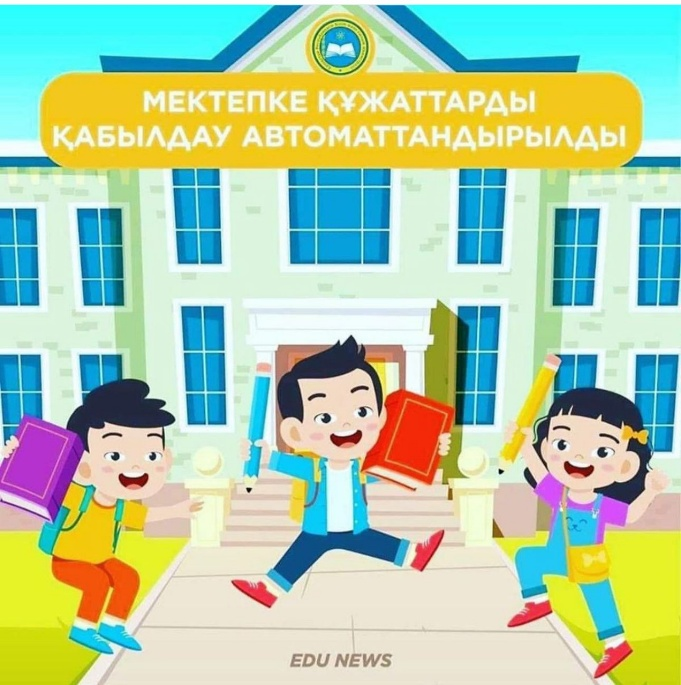 МЕКТЕПКЕ ҚҰЖАТТАРДЫ
ҚАБЫЛДАУ АВТОМАТТАНДЫРЫЛДЫ
EDU NEWS